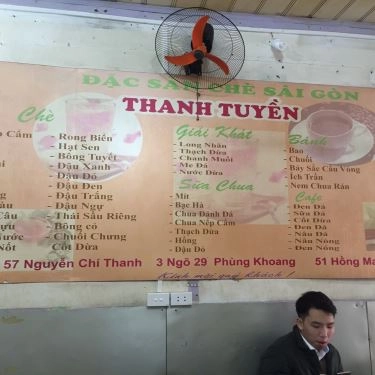 ĐẶC SẢN CHÈ SÀI GÒN
THANH TUYỀN
Chè
Cẩm
- Rong Biển
- Hạt Sen
- Bông Tuyết
- Đậu Xanh
- Đậu Đỏ
- Đậu Đen
- Đậu Trắng
- Đậu Ngự
- Thái Sầu Riêng
- Bông cỏ
- Chuối Chưng
Cốt Dừa
Giải Khát
- Long Nhãn
- Thạch Dừa
- Chanh Muối
- Me Đá
- Nước Dừa
Sữa Chua
- Mít
- Bạc Hà
- Chua Đánh Đá
- Chua Nếp Cẩm
- Thạch Dừa
- Hồng
- Đậu Đỏ
Bánh
- Bao
- Chuối
- Bảy Sắc Cầu Vồng
- Ích Trần
- Nem Chua Rán
Cafe
- Đen Đá
- Sữa Đá
- Cốt Dừa
- Đen Đá
- Nâu Đá
- Nâu Nóng
- Đen Nóng
57 Nguyễn Chí Thanh 3 Ngõ 29 Phùng Khoang 51 Hồng
Kính mời quý khách !